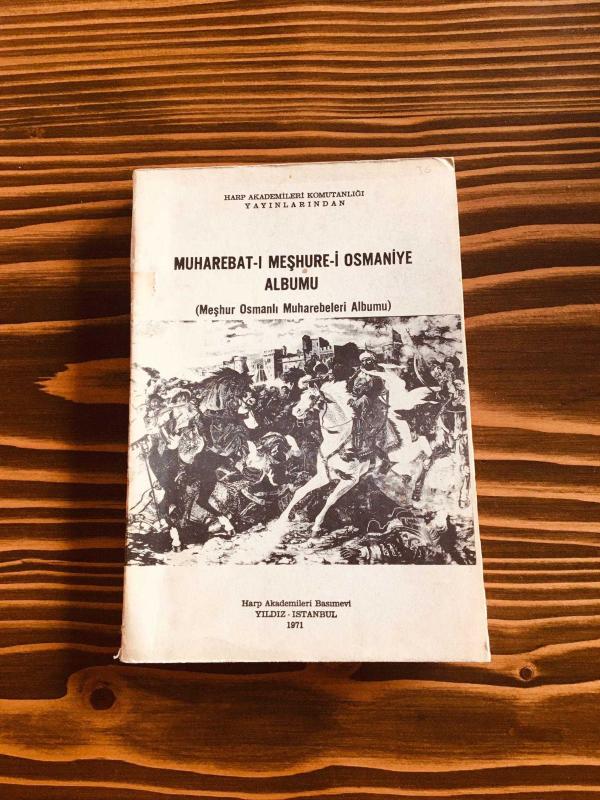 HARP AKADEMİLERİ KOMUTANLIĞI
YAYINLARINDAN
MUHAREBAT-I MEŞHURE-İ OSMANİYE
ALBUMU
(Meşhur Osmanlı Muharebeleri Albumu)
Harp Akademileri Basımevi
YILDIZ - ISTANBUL
1971